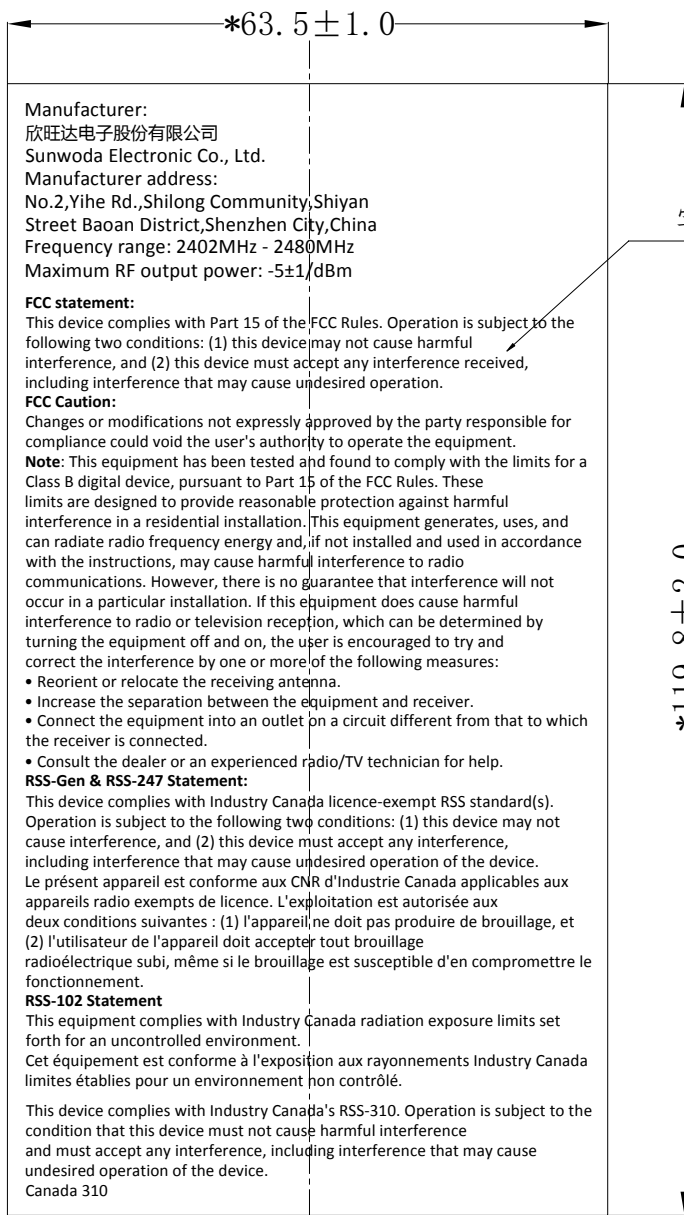 *63.5±1.0
Manufacturer:
欣旺达电子股份有限公司
Sunwoda Electronic Co., Ltd.
Manufacturer address:
No.2,Yihe Rd.,Shilong Community,Shiyan
Street Baoan District,Shenzhen City,China
Frequency range: 2402MHz - 2480MHz
Maximum RF output power: -5±1/dBm
FCC statement:
This device complies with Part 15 of the FCC Rules. Operation is subject to the
following two conditions: (1) this device may not cause harmful
interference, and (2) this device must accept any interference received,
including interference that may cause undesired operation.
FCC Caution:
Changes or modifications not expressly approved by the party responsible for
compliance could void the user's authority to operate the equipment.
Note: This equipment has been tested and found to comply with the limits for a
Class B digital device, pursuant to Part 15 of the FCC Rules. These
limits are designed to provide reasonable protection against harmful
interference in a residential installation. This equipment generates, uses, and
can radiate radio frequency energy and, if not installed and used in accordance
with the instructions, may cause harmful interference to radio
communications. However, there is no guarantee that interference will not
occur in a particular installation. If this equipment does cause harmful
interference to radio or television reception, which can be determined by
turning the equipment off and on, the user is encouraged to try and
correct the interference by one or more of the following measures:
• Reorient or relocate the receiving antenna.
• Increase the separation between the equipment and receiver.
• Connect the equipment into an outlet on a circuit different from that to which
the receiver is connected.
• Consult the dealer or an experienced radio/TV technician for help.
RSS-Gen & RSS-247 Statement:
This device complies with Industry Canada licence-exempt RSS standard(s).
Operation is subject to the following two conditions: (1) this device may not
cause interference, and (2) this device must accept any interference,
including interference that may cause undesired operation of the device.
Le présent appareil est conforme aux CNR d'Industrie Canada applicables aux
appareils radio exempts de licence. L'exploitation est autorisée aux
deux conditions suivantes : (1) l'appareil ne doit pas produire de brouillage, et
(2) l'utilisateur de l'appareil doit accepter tout brouillage
radioélectrique subi, même si le brouillage est susceptible d'en compromettre le
fonctionnement.
RSS-102 Statement
This equipment complies with Industry Canada radiation exposure limits set
forth for an uncontrolled environment.
Cet équipement est conforme à l'exposition aux rayonnements Industry Canada
limites établies pour un environnement non contrôlé.
This device complies with Industry Canada's RSS-310. Operation is subject to the
condition that this device must not cause harmful interference
and must accept any interference, including interference that may cause
undesired operation of the device.
Canada 310